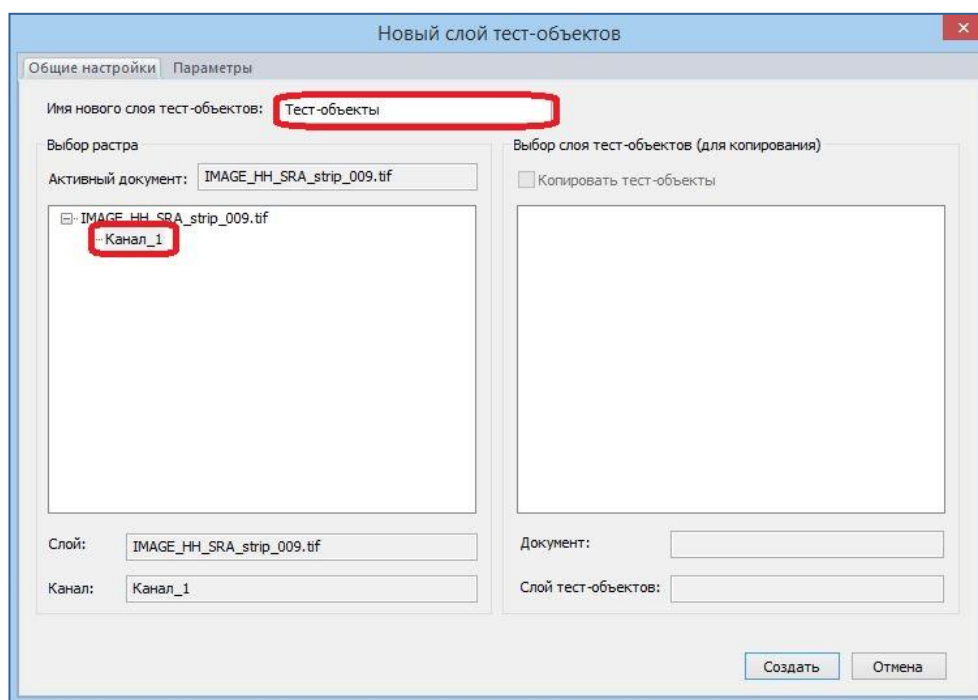 Новый слой тест-объектов
Общие настройки Параметры
Имя нового слоя тест-объектов: Тест-объекты
Выбор растра
Активный документ: IMAGE_HH_SRA_strip_009.tif
IMAGE_HH_SRA_strip_009.tif
Канал_1
Слой: IMAGE_HH_SRA_strip_009.tif
Канал: Канал_1
Выбор слоя тест-объектов (для копирования)
Копировать тест-объекты
Документ:
Слой тест-объектов:
Создать Отмена